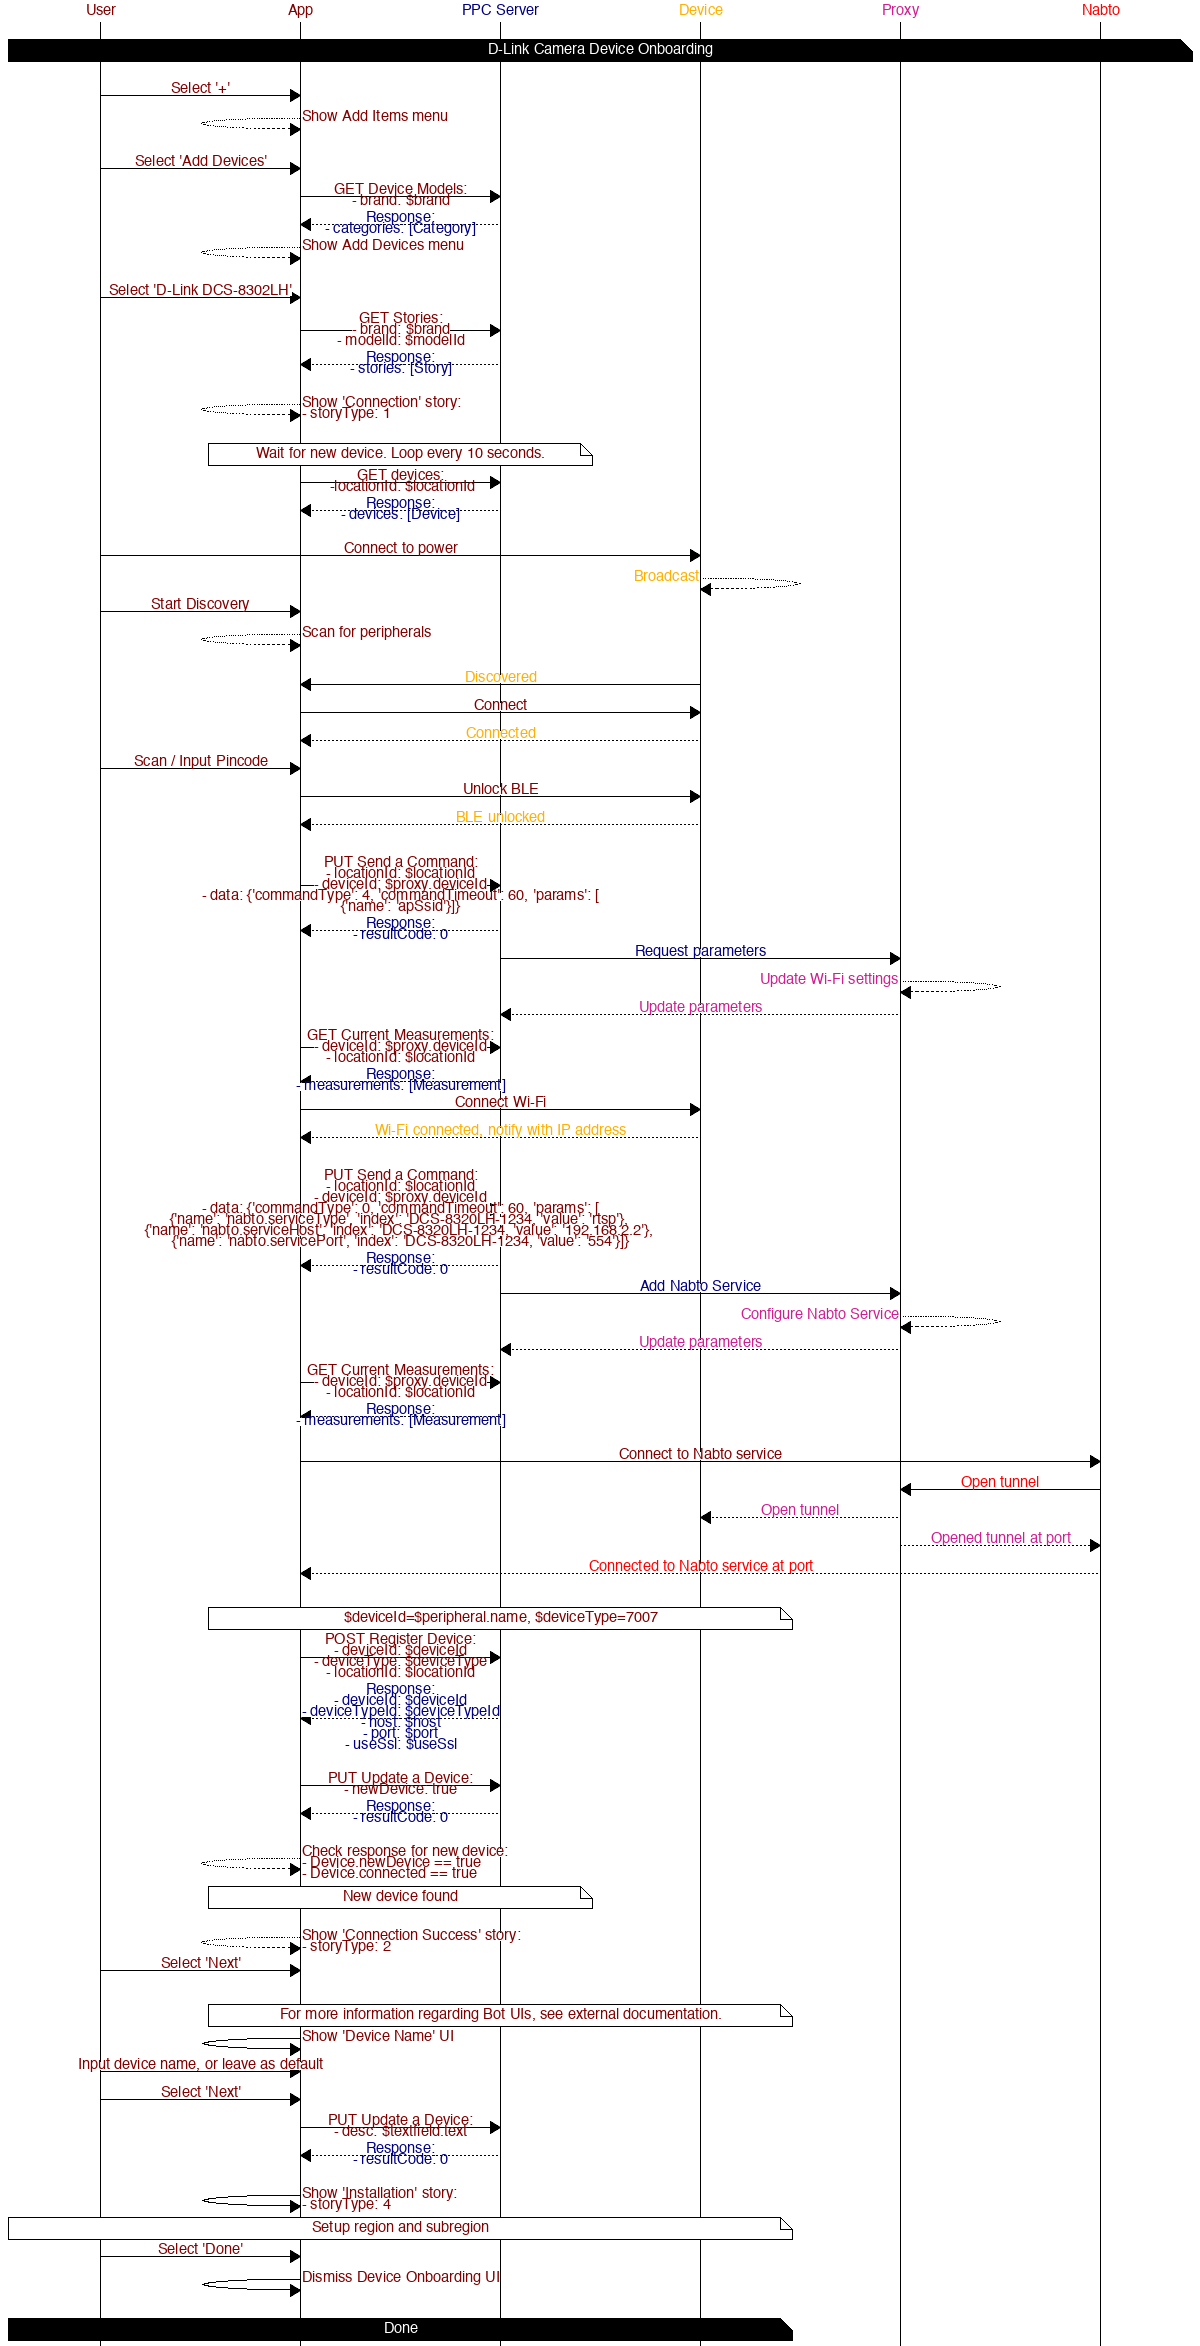 User App PPC Server Device Proxy Nabto
D-Link Camera Device Onboarding
Select '+'
Show Add Items menu
Select 'Add Devices'
GET Device Models:
- brand: $brand
Response:
- categories: [Category]
Show Add Devices menu
Select 'D-Link DCS-8302LH'
GET Stories:
- brand: $brand
- modelId: $modelId
Response:
- stories: [Story]
Show 'Connection' story:
- storyType: 1
Wait for new device. Loop every 10 seconds.
GET devices:
-locationId: $locationId
Response:
- devices: [Device]
Connect to power
Broadcast
Start Discovery
Scan for peripherals
Discovered
Connect
Connected
Scan / Input Pincode
Unlock BLE
BLE unlocked
PUT Send a Command:
- locationId: $locationId
- deviceId: $proxy.deviceId
- data: {'commandType': 4, 'commandTimeout': 60, 'params': [
{'name': 'apSsid'}]}
Response:
- resultCode: 0
Request parameters
Update Wi-Fi settings
Update parameters
GET Current Measurements:
- deviceId: $proxy.deviceId
- locationId: $locationId
Response:
- measurements: [Measurement]
Connect Wi-Fi
Wi-Fi connected, notify with IP address
PUT Send a Command:
- locationId: $locationId
- deviceId: $proxy.deviceId
- data: {'commandType': 0, 'commandTimeout': 60, 'params': [
{'name': 'nabto.serviceType', 'index': 'DCS-8320LH-1234, 'value': 'rtsp'},
{'name': 'nabto.serviceHost', 'index': 'DCS-8320LH-1234, 'value': '192.168.2.2'},
{'name': 'nabto.servicePort', 'index': 'DCS-8320LH-1234, 'value': '554'}]}
Response:
- resultCode: 0
Add Nabto Service
Configure Nabto Service
Update parameters
GET Current Measurements:
- deviceId: $proxy.deviceId
- locationId: $locationId
Response:
- measurements: [Measurement]
Connect to Nabto service
Open tunnel
Open tunnel
Opened tunnel at port
Connected to Nabto service at port
$deviceId=$peripheral.name, $deviceType=7007
POST Register Device:
- deviceId: $deviceId
- deviceType: $deviceType
- locationId: $locationId
Response:
- deviceId: $deviceId
- deviceTypeId: $deviceTypeId
- host: $host
- port: $port
- useSsl: $useSsl
PUT Update a Device:
- newDevice: true
Response:
- resultCode: 0
Check response for new device:
- Device.newDevice == true
- Device.connected == true
New device found
Show 'Connection Success' story:
- storyType: 2
Select 'Next'
For more information regarding Bot UIs, see external documentation.
Show 'Device Name' UI
Input device name, or leave as default
Select 'Next'
PUT Update a Device:
- desc: $textfield.text
Response:
- resultCode: 0
Show 'Installation' story:
- storyType: 4
Setup region and subregion
Select 'Done'
Dismiss Device Onboarding UI
Done